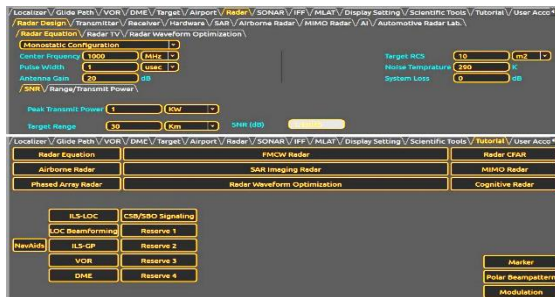 Localizer Glide Path VOR DME Target Airport Radar SONAR IFF MLAT Display Setting Scientific Tools Tutorial User Acco
Radar Design Transmitter Receiver Hardware SAR Airborne Radar MIMO Radar AI Automotive Radar Lab.
Radar Equation Radar TV Radar Waveform Optimization
Monostatic Configuration
Center Frquency 1000 MHz Target RCS 10 m2
Pulse Width 1 usec Noise Temprature 290 K
Antenna Gain 20 dB System Loss 0 dB
SNR Range/Transmit Power
Peak Transmit Power 1 KW
Target Range 30 Km SNR (dB)
Localizer Glide Path VOR DME Target Airport Radar SONAR IFF MLAT Display Setting Scientific Tools Tutorial User Acco
Radar Equation FMCW Radar Radar CFAR
Airborne Radar SAR Imaging Radar MIMO Radar
Phased Array Radar Radar Waveform Optimization Cognitive Radar
ILS-LOC CSB/SBO Signaling
LOC Beamforming Reserve 1
NavAids ILS-GP Reserve 2
VOR Reserve 3 Marker
DME Reserve 4 Polar Beampattern
Modulation